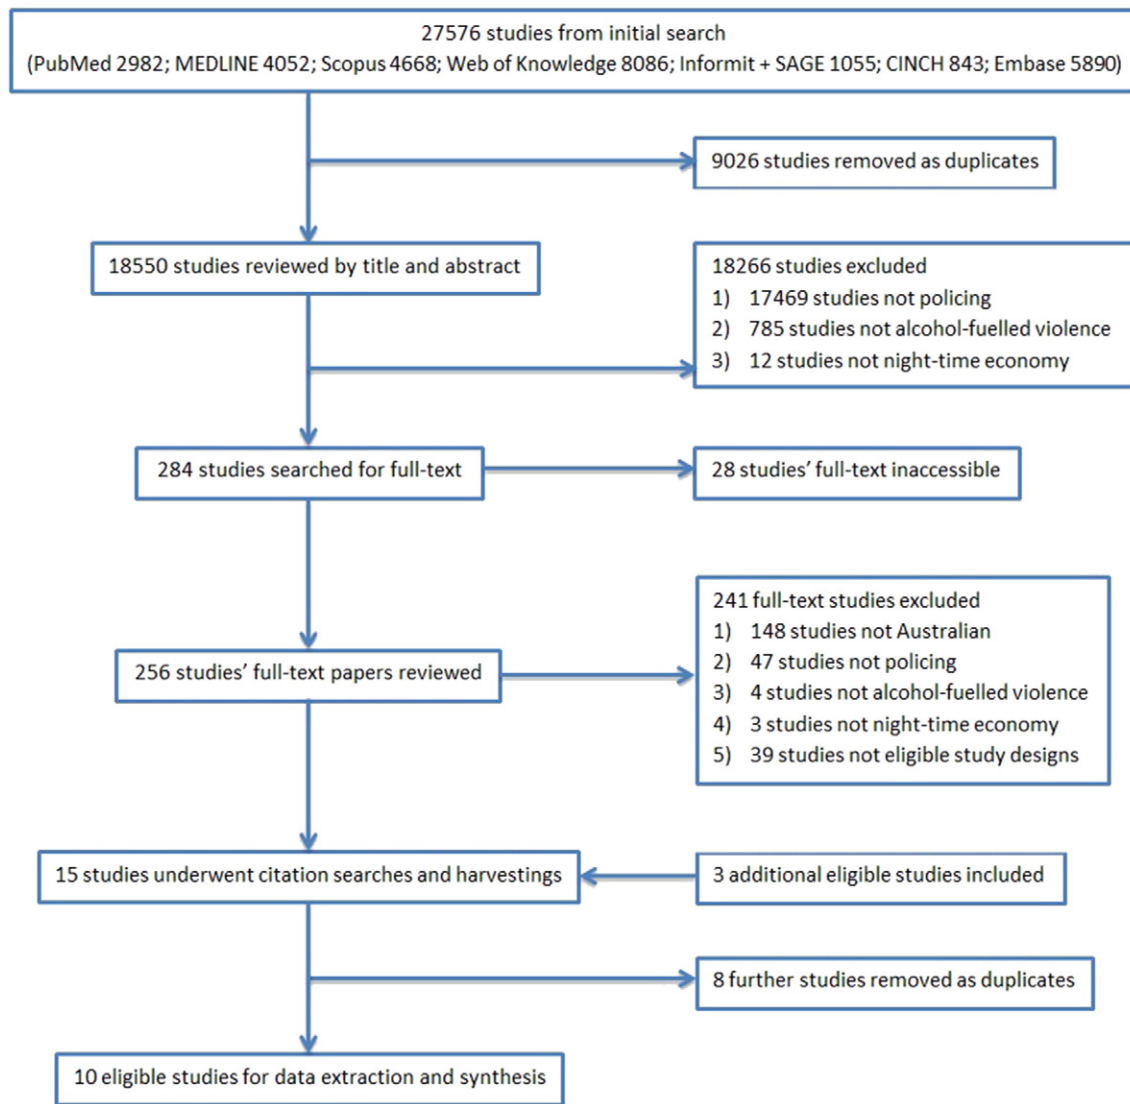 27576 studies from initial search
(PubMed 2982; MEDLINE 4052; Scopus 4668; Web of Knowledge 8086; Informit + SAGE 1055; CINCH 843; Embase 5890)
9026 studies removed as duplicates
18550 studies reviewed by title and abstract
18266 studies excluded
1) 17469 studies not policing
2) 785 studies not alcohol-fuelled violence
3) 12 studies not night-time economy
284 studies searched for full-text
28 studies’ full-text inaccessible
241 full-text studies excluded
1) 148 studies not Australian
2) 47 studies not policing
3) 4 studies not alcohol-fuelled violence
4) 3 studies not night-time economy
5) 39 studies not eligible study designs
256 studies’ full-text papers reviewed
15 studies underwent citation searches and harvestings
3 additional eligible studies included
8 further studies removed as duplicates
10 eligible studies for data extraction and synthesis